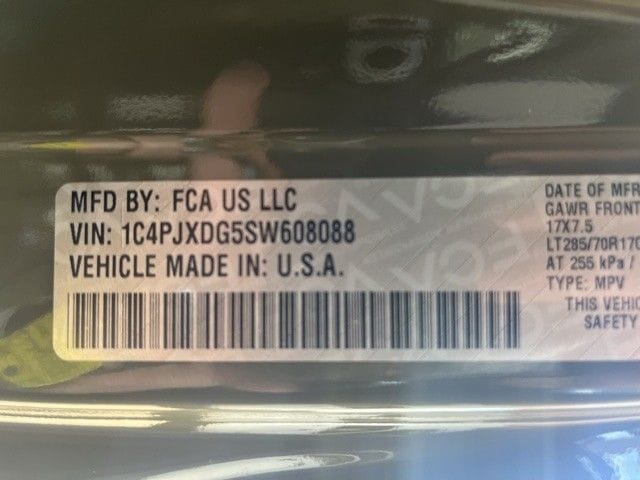 MFD BY: FCA US LLC
VIN: 1C4PJXDG5SW608088
VEHICLE MADE IN: U.S.A.
DATE OF MFR
GAWR FRONT
17X7.5
LT285/70R17C
AT 255 kPa /
TYPE: MPV
THIS VEHIC
SAFETY